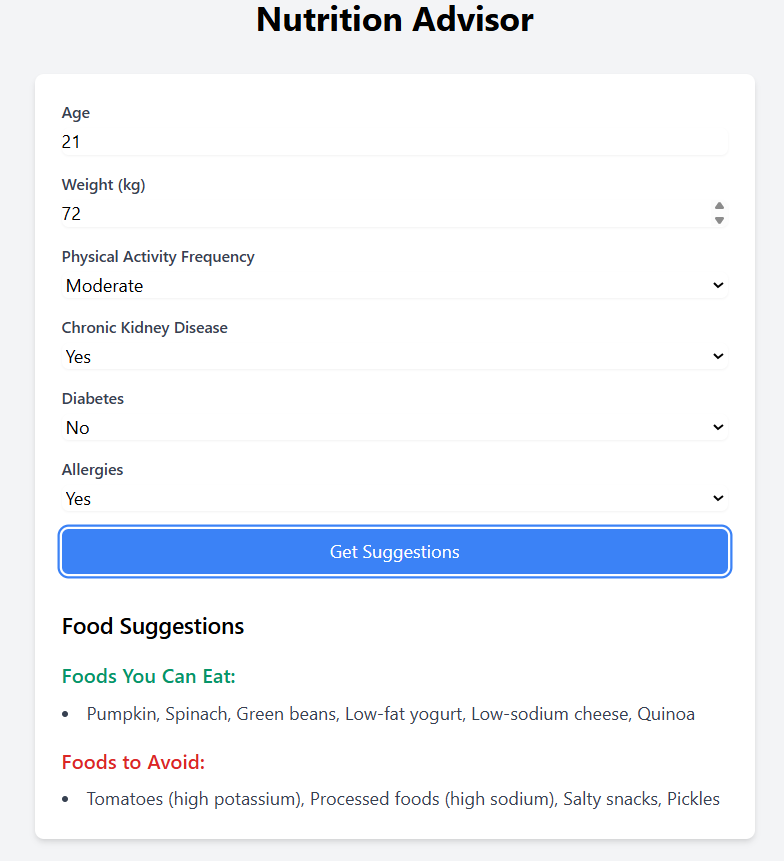 Nutrition Advisor
Age
21
Weight (kg)
72
Physical Activity Frequency
Moderate
Chronic Kidney Disease
Yes
Diabetes
No
Allergies
Yes
Get Suggestions
Food Suggestions
Foods You Can Eat:
• Pumpkin, Spinach, Green beans, Low-fat yogurt, Low-sodium cheese, Quinoa
Foods to Avoid:
• Tomatoes (high potassium), Processed foods (high sodium), Salty snacks, Pickles